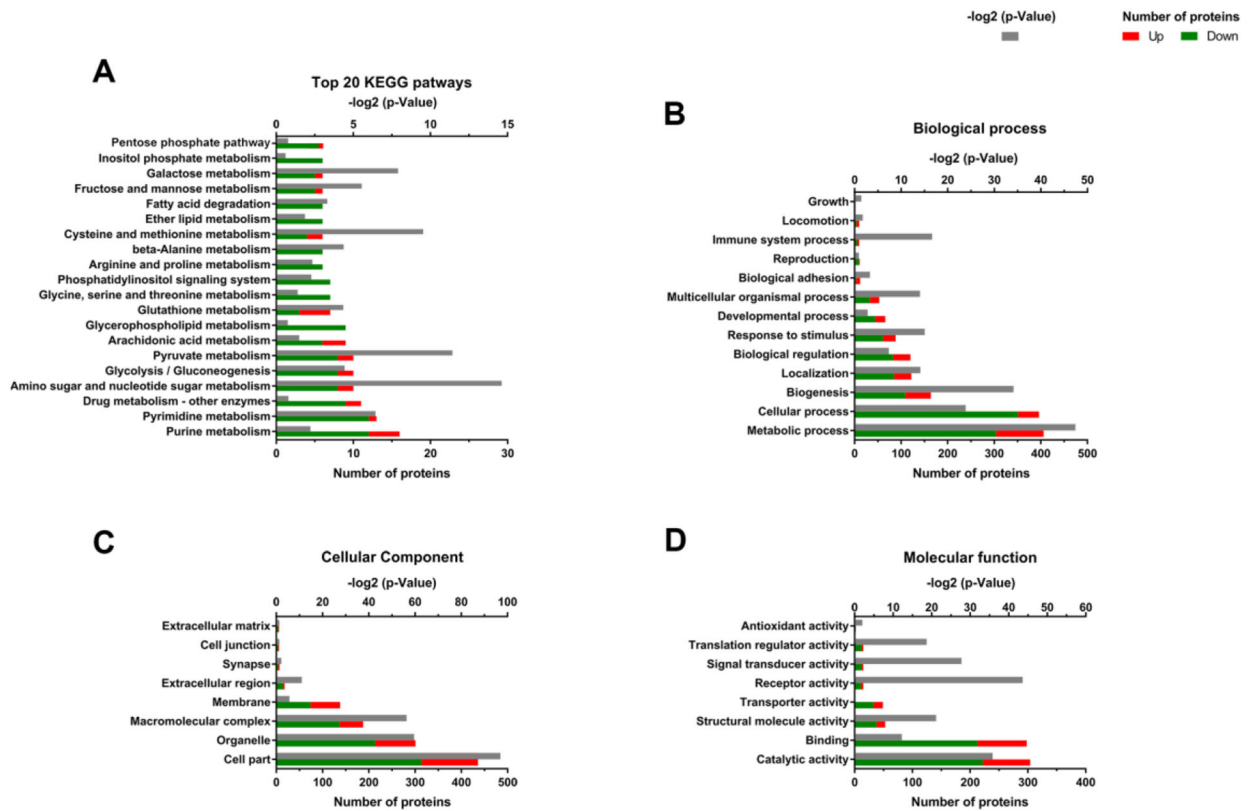 -log2 (p-Value)
Number of proteins
Up Down
A
Top 20 KEGG patways
-log2 (p-Value)
0 5 10 15
Pentose phosphate pathway
Inositol phosphate metabolism
Galactose metabolism
Fructose and mannose metabolism
Fatty acid degradation
Ether lipid metabolism
Cysteine and methionine metabolism
beta-Alanine metabolism
Arginine and proline metabolism
Phosphatidylinositol signaling system
Glycine, serine and threonine metabolism
Glutathione metabolism
Glycerophospholipid metabolism
Arachidonic acid metabolism
Pyruvate metabolism
Glycolysis / Gluconeogenesis
Amino sugar and nucleotide sugar metabolism
Drug metabolism - other enzymes
Pyrimidine metabolism
Purine metabolism
0 10 20 30
Number of proteins
B
Biological process
-log2 (p-Value)
0 10 20 30 40 50
Growth
Locomotion
Immune system process
Reproduction
Biological adhesion
Multicellular organismal process
Developmental process
Response to stimulus
Biological regulation
Localization
Biogenesis
Cellular process
Metabolic process
0 100 200 300 400 500
Number of proteins
C
Cellular Component
-log2 (p-Value)
0 20 40 60 80 100
Extracellular matrix
Cell junction
Synapse
Extracellular region
Membrane
Macromolecular complex
Organelle
Cell part
0 100 200 300 400 500
Number of proteins
D
Molecular function
-log2 (p-Value)
0 10 20 30 40 50 60
Antioxidant activity
Translation regulator activity
Signal transducer activity
Receptor activity
Transporter activity
Structural molecule activity
Binding
Catalytic activity
0 100 200 300 400
Number of proteins